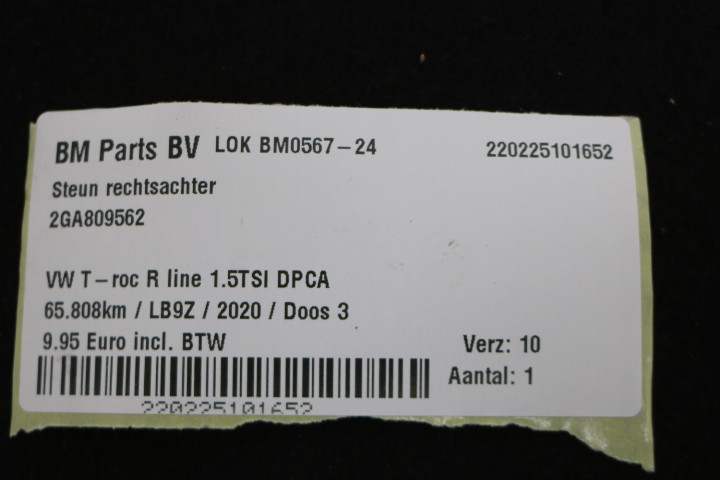 BM Parts BV LOK BM0567-24 220225101652
Steun rechtsachter
2GA809562
VW T-roc R line 1.5TSI DPCA
65.808km / LB9Z / 2020 / Doos 3
9.95 Euro incl. BTW Verz: 10
Aantal: 1
220225101652